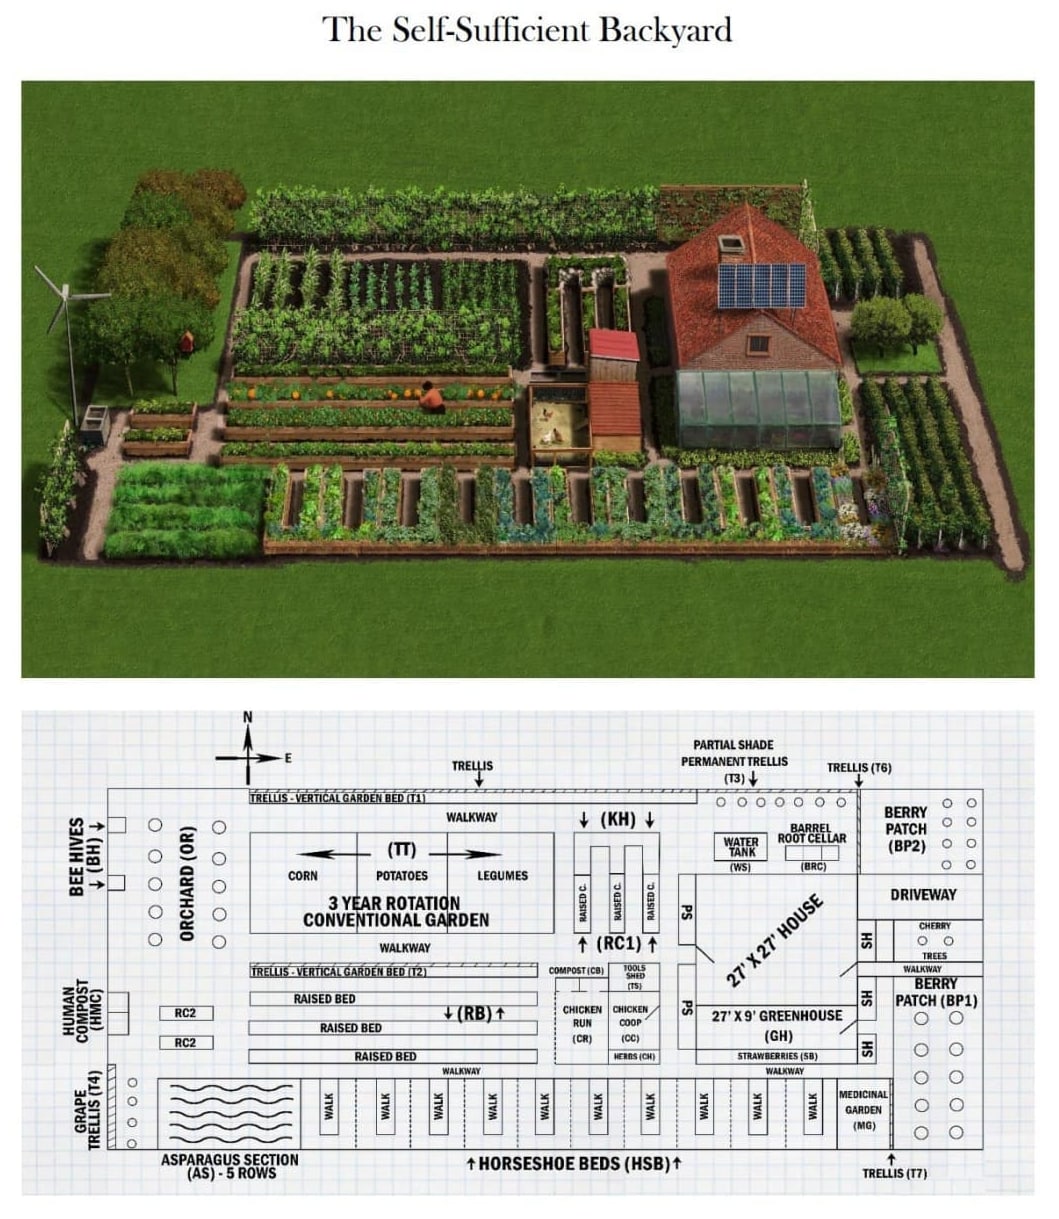 The Self-Sufficient Backyard
N
E
TRELLIS
PARTIAL SHADE
PERMANENT TRELLIS
(T3)
TRELLIS (T6)
TRELLIS - VERTICAL GARDEN BED (T1)
WALKWAY
(KH)
BEE HIVES
(BH)
ORCHARD (OR)
(TT)
CORN
POTATOES
LEGUMES
3 YEAR ROTATION
CONVENTIONAL GARDEN
RAISED C.
RAISED C.
RAISED C.
(RC1)
WATER
TANK
(WS)
BARREL
ROOT CELLAR
(BRC)
BERRY
PATCH
(BP2)
DRIVEWAY
PS
27' X 27' HOUSE
SH
CHERRY
TREES
WALKWAY
WALKWAY
TRELLIS - VERTICAL GARDEN BED (T2)
COMPOST (CB)
TOOLS
SHED
(TS)
HUMAN
COMPOST
(HMC)
RC2
RC2
RAISED BED
(RB)
RAISED BED
RAISED BED
CHICKEN
RUN
(CR)
CHICKEN
COOP
(CC)
HERBS (CH)
PS
27' X 9' GREENHOUSE
(GH)
SH
SH
BERRY
PATCH (BP1)
STRAWBERRIES (SB)
WALKWAY
WALKWAY
GRAPE
TRELLIS (T4)
WALK
WALK
WALK
WALK
WALK
WALK
WALK
WALK
WALK
WALK
MEDICINAL
GARDEN
(MG)
ASPARAGUS SECTION
(AS) - 5 ROWS
HORSESHOE BEDS (HSB)
TRELLIS (T7)